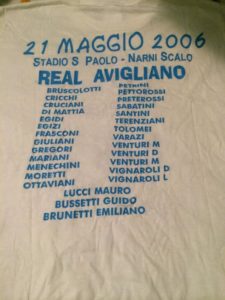 21 MAGGIO 2006
STADIO S PAOLO - NARNI SCALO
REAL AVIGLIANO
BRUSCOLOTTI
CRICCHI
CRUCIANI
DI MATTIA
EGIDI
EGIZI
FRASCONI
GIULIANI
GREGORI
MARIANI
MENECHINI
MORETTI
OTTAVIANI
PETRINI
PETTOROSSI
PRETEROSSI
SABATINI
SANTINI
TERENZIANI
TOLOMEI
VARAZI
VENTURI M
VENTURI D
VENTURI M
VIGNAROLI D
VIGNAROLI L
LUCCI MAURO
BUSSETTI GUIDO
BRUNETTI EMILIANO